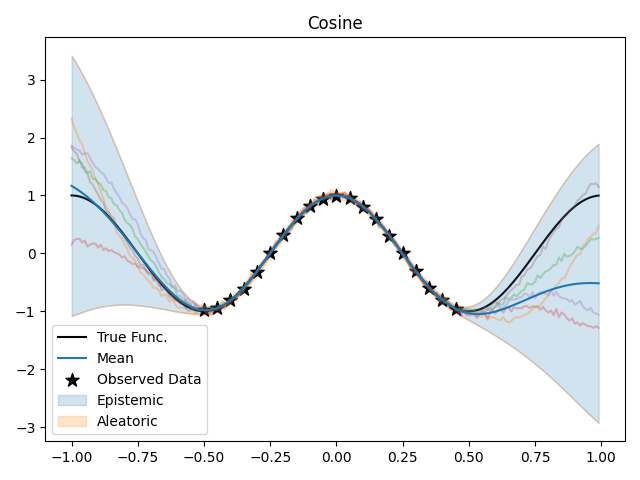 Cosine
3
2
1
0
−1
−2
−3
True Func.
Mean
Observed Data
Epistemic
Aleatoric
−1.00 −0.75 −0.50 −0.25 0.00 0.25 0.50 0.75 1.00